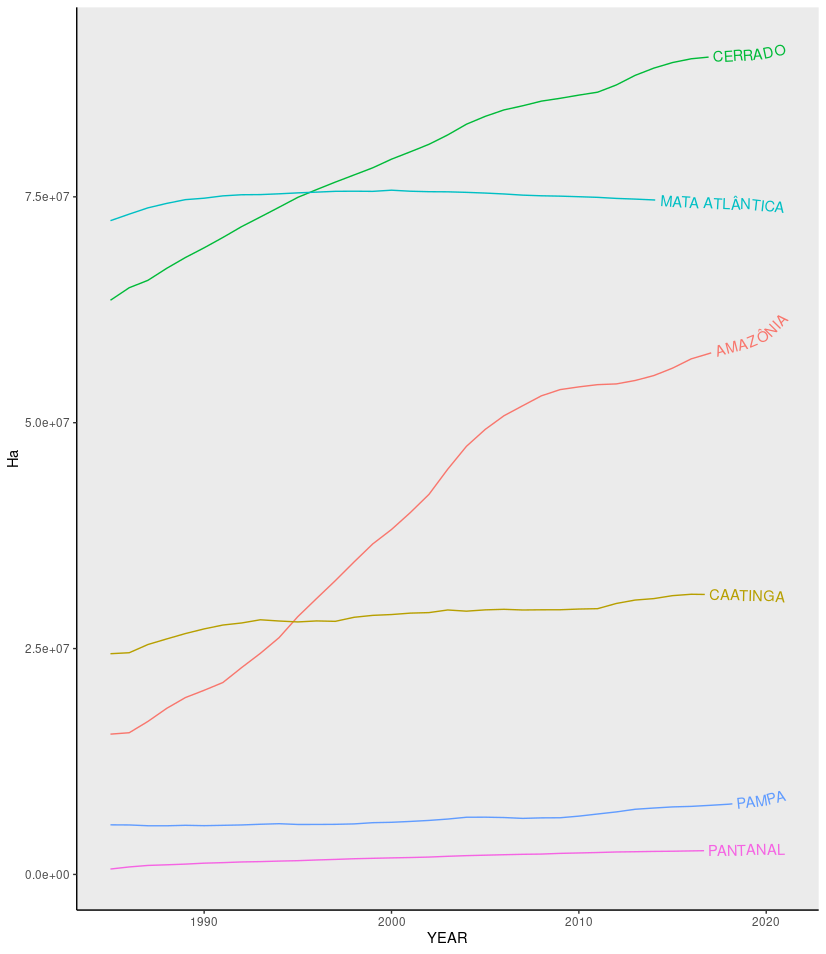 CERRADO
7.5e+07
MATA ATLÂNTICA
AMAZÔNIA
5.0e+07
Ha
CAATINGA
2.5e+07
PAMPA
PANTANAL
0.0e+00
1990 2000 2010 2020
YEAR